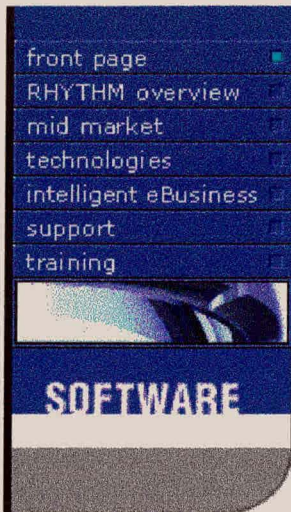 front page
RHYTHM overview
mid market
technologies
intelligent eBusiness
support
training
SOFTWARE